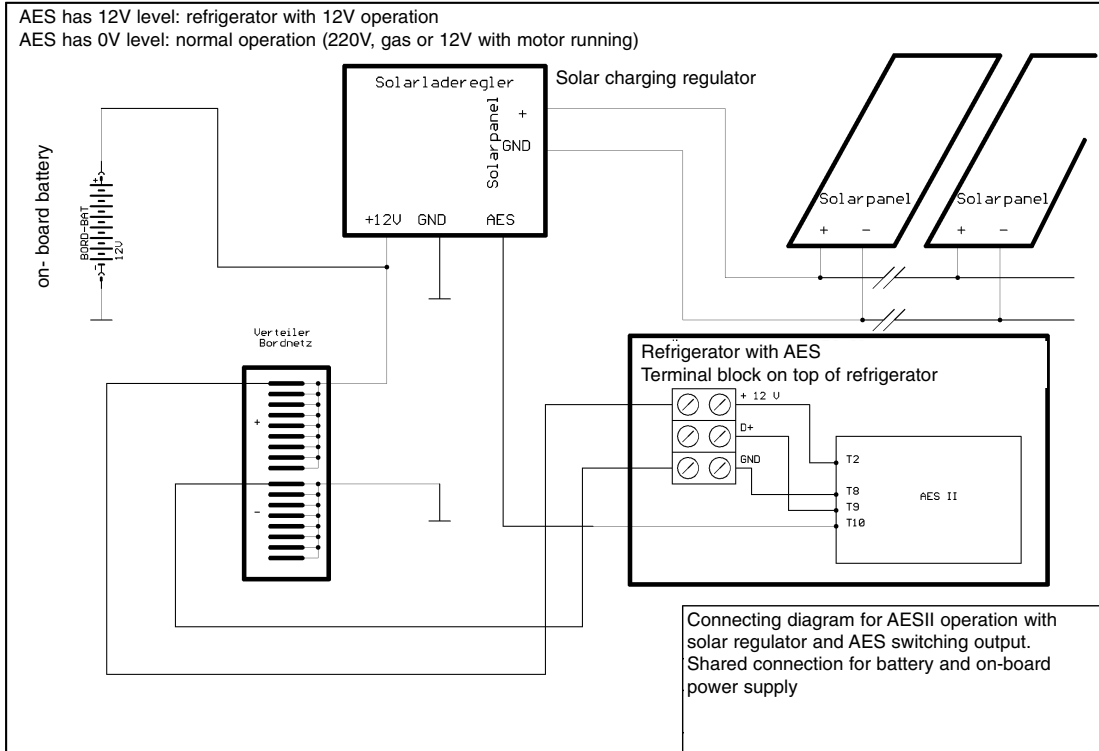 AES has 12V level: refrigerator with 12V operation
AES has 0V level: normal operation (220V, gas or 12V with motor running)
Solarladeregler
Solar charging regulator
Solarpanel
+
GND
+12V GND AES
on- board battery
+
BORD-BAT
12V
-
Solarpanel
+ -
Solarpanel
+ -
Verteiler
Bordnetz
+
-
Refrigerator with AES
Terminal block on top of refrigerator
+ 12 V
D+
GND
T2
T8
T9
T10
AES II
Connecting diagram for AESII operation with
solar regulator and AES switching output.
Shared connection for battery and on-board
power supply